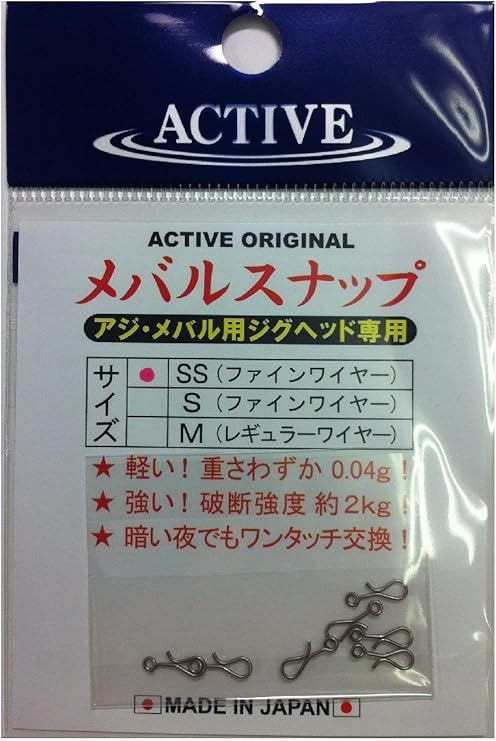 ACTIVE
ACTIVE ORIGINAL
メバルスナップ
アジ・メバル用ジグヘッド専用
サイズ
SS(ファインワイヤー)
S(ファインワイヤー)
M(レギュラーワイヤー)
★ 軽い!重さわずか 0.04g!
★ 強い!破断強度 約2kg!
★ 暗い夜でもワンタッチ交換!
MADE IN JAPAN